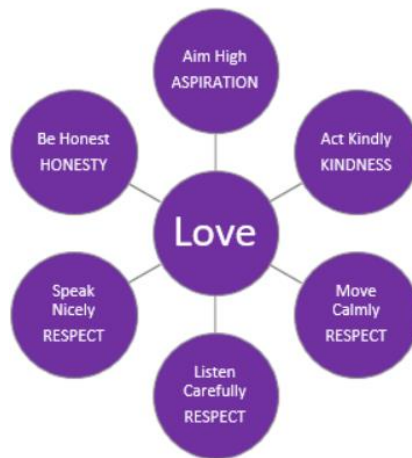 Aim High
ASPIRATION
Be Honest
HONESTY
Act Kindly
KINDNESS
Love
Speak
Nicely
RESPECT
Move
Calmly
RESPECT
Listen
Carefully
RESPECT